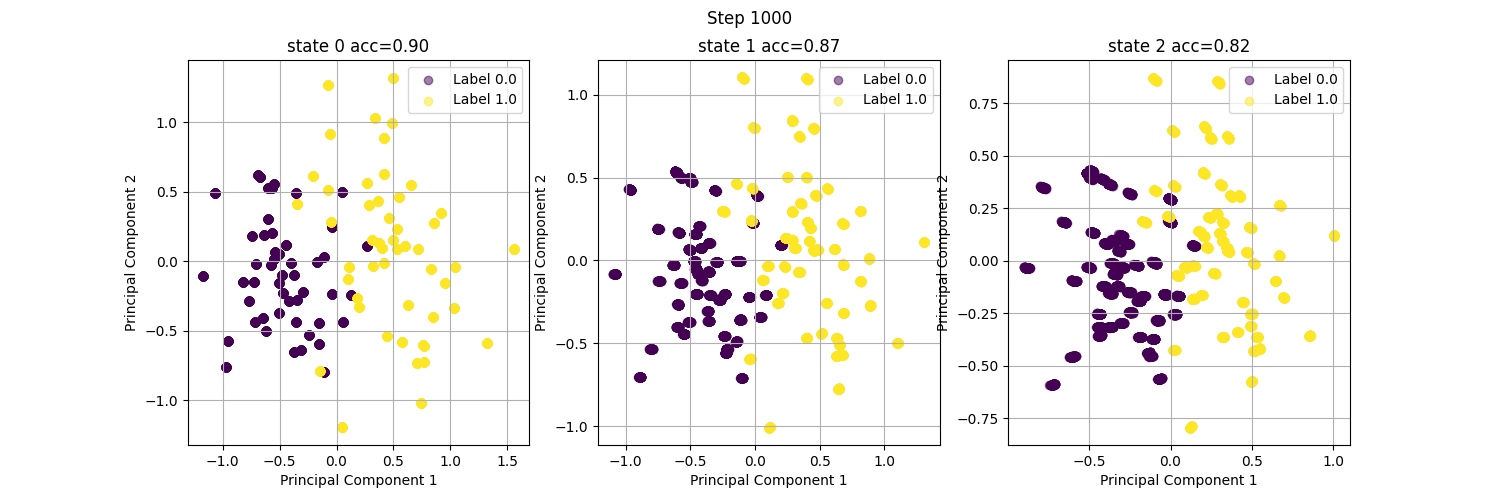 Step 1000
state 0 acc=0.90
Label 0.0
Label 1.0
Principal Component 2
1.0
0.5
0.0
−0.5
−1.0
−1.0 −0.5 0.0 0.5 1.0 1.5
Principal Component 1
state 1 acc=0.87
Label 0.0
Label 1.0
Principal Component 2
1.0
0.5
0.0
−0.5
−1.0
−1.0 −0.5 0.0 0.5 1.0
Principal Component 1
state 2 acc=0.82
Label 0.0
Label 1.0
Principal Component 2
0.75
0.50
0.25
0.00
−0.25
−0.50
−0.75
−0.5 0.0 0.5 1.0
Principal Component 1